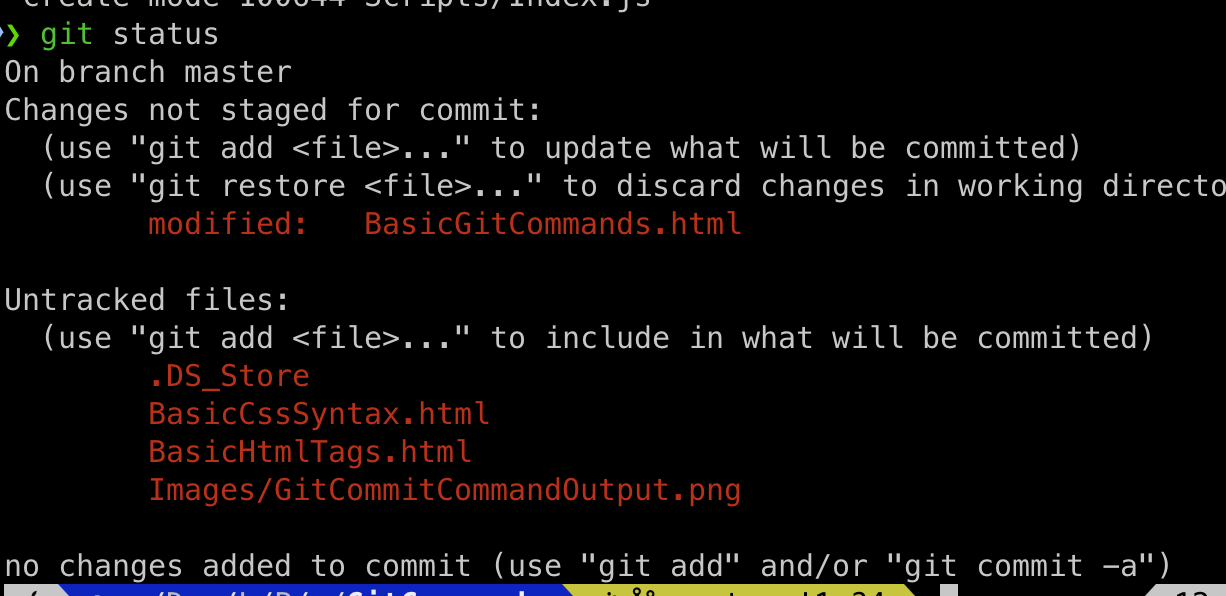 create mode 100644 Scripts/Index.js
❯ git status
On branch master
Changes not staged for commit:
  (use "git add <file>..." to update what will be committed)
  (use "git restore <file>..." to discard changes in working directo
        modified:   BasicGitCommands.html

Untracked files:
  (use "git add <file>..." to include in what will be committed)
        .DS_Store
        BasicCssSyntax.html
        BasicHtmlTags.html
        Images/GitCommitCommandOutput.png

no changes added to commit (use "git add" and/or "git commit -a")